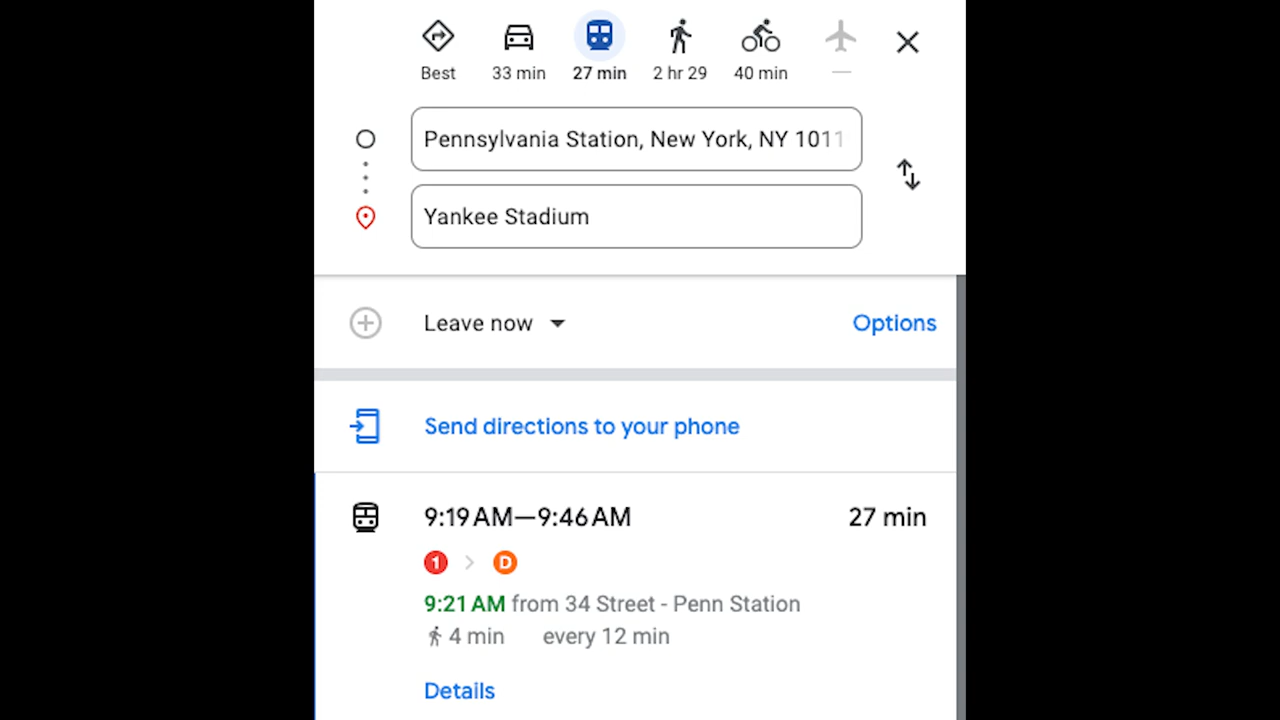 Best 33 min 27 min 2 hr 29 40 min —
Pennsylvania Station, New York, NY 1011
Yankee Stadium
Leave now Options
Send directions to your phone
9:19 AM—9:46 AM 27 min
1 > D
9:21 AM from 34 Street - Penn Station
4 min every 12 min
Details